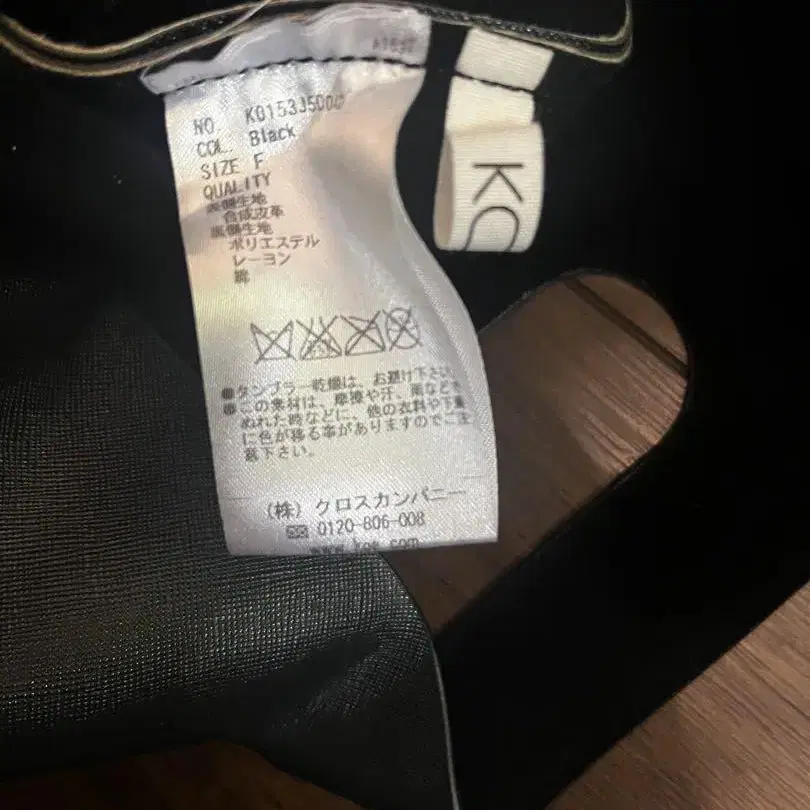 NO. K0153J5D00
COL. Black
SIZE F
QUALITY
表側生地
合成皮革
裏側生地
ポリエステル
レーヨン
綿
●タンブラー乾燥は、お避け下さい。
●この素材は、摩擦や汗、雨などで
ぬれた時などに、他の衣料や下着
に色が移る事がありますのでご注
意下さい。
(株) クロスカンパニー
0120-806-008
KO